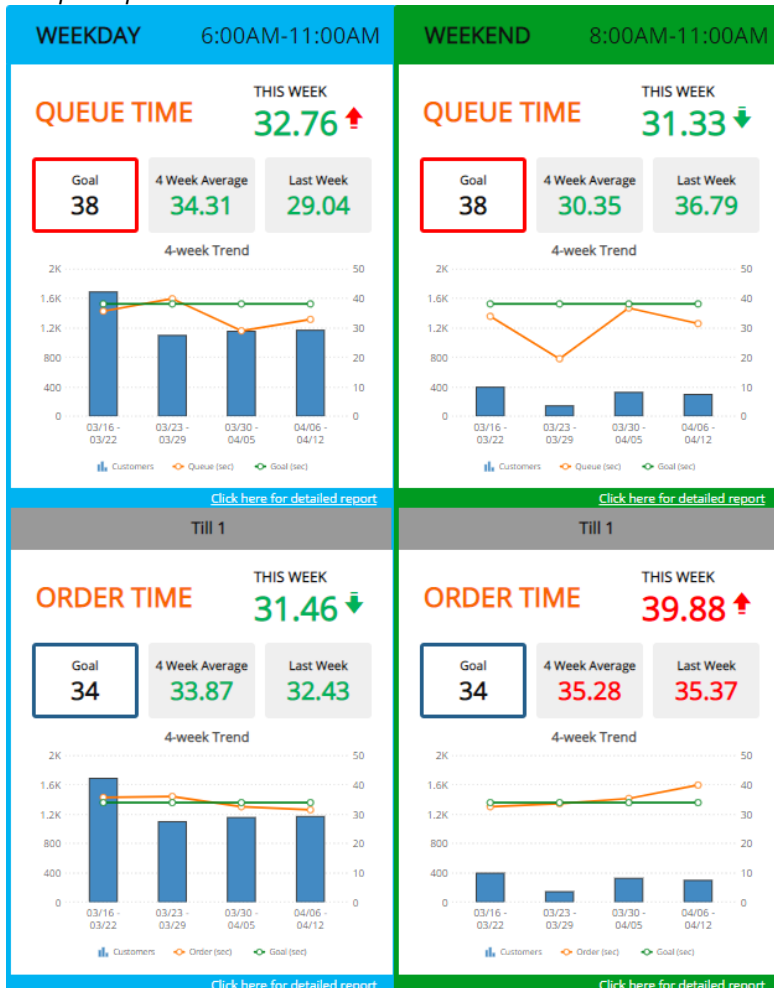 WEEKDAY 6:00AM-11:00AM
QUEUE TIME
THIS WEEK
32.76
Goal
38
4 Week Average
34.31
Last Week
29.04
4-week Trend
2K
1.6K
1.2K
800
400
0
50
40
30
20
10
0
03/16 -
03/22
03/23 -
03/29
03/30 -
04/05
04/06 -
04/12
Customers Queue (sec) Goal (sec)
Click here for detailed report
WEEKEND 8:00AM-11:00AM
QUEUE TIME
THIS WEEK
31.33
Goal
38
4 Week Average
30.35
Last Week
36.79
4-week Trend
2K
1.6K
1.2K
800
400
0
50
40
30
20
10
0
03/16 -
03/22
03/23 -
03/29
03/30 -
04/05
04/06 -
04/12
Customers Queue (sec) Goal (sec)
Click here for detailed report
Till 1
ORDER TIME
THIS WEEK
31.46
Goal
34
4 Week Average
33.87
Last Week
32.43
4-week Trend
2K
1.6K
1.2K
800
400
0
50
40
30
20
10
0
03/16 -
03/22
03/23 -
03/29
03/30 -
04/05
04/06 -
04/12
Customers Order (sec) Goal (sec)
Click here for detailed report
Till 1
ORDER TIME
THIS WEEK
39.88
Goal
34
4 Week Average
35.28
Last Week
35.37
4-week Trend
2K
1.6K
1.2K
800
400
0
50
40
30
20
10
0
03/16 -
03/22
03/23 -
03/29
03/30 -
04/05
04/06 -
04/12
Customers Order (sec) Goal (sec)
Click here for detailed report